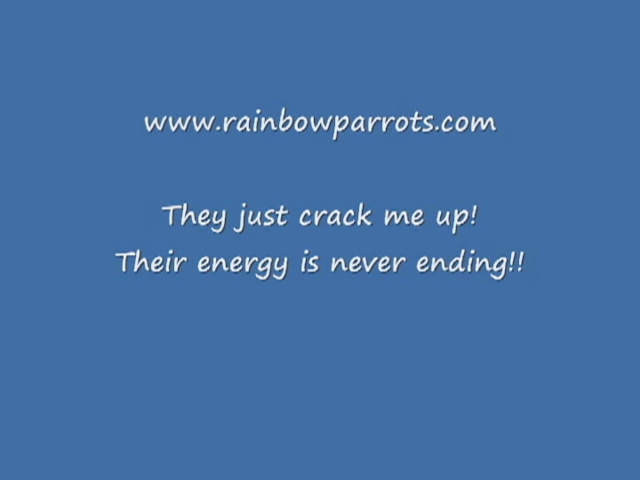 www.rainbowparrots.com
They just crack me up!
Their energy is never ending!!